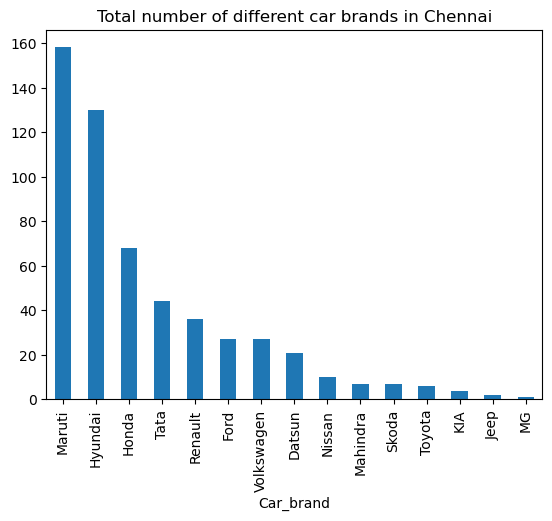 Total number of different car brands in Chennai
160
140
120
100
80
60
40
20
0
Maruti
Hyundai
Honda
Tata
Renault
Ford
Volkswagen
Datsun
Nissan
Mahindra
Skoda
Toyota
KIA
Jeep
MG
Car_brand